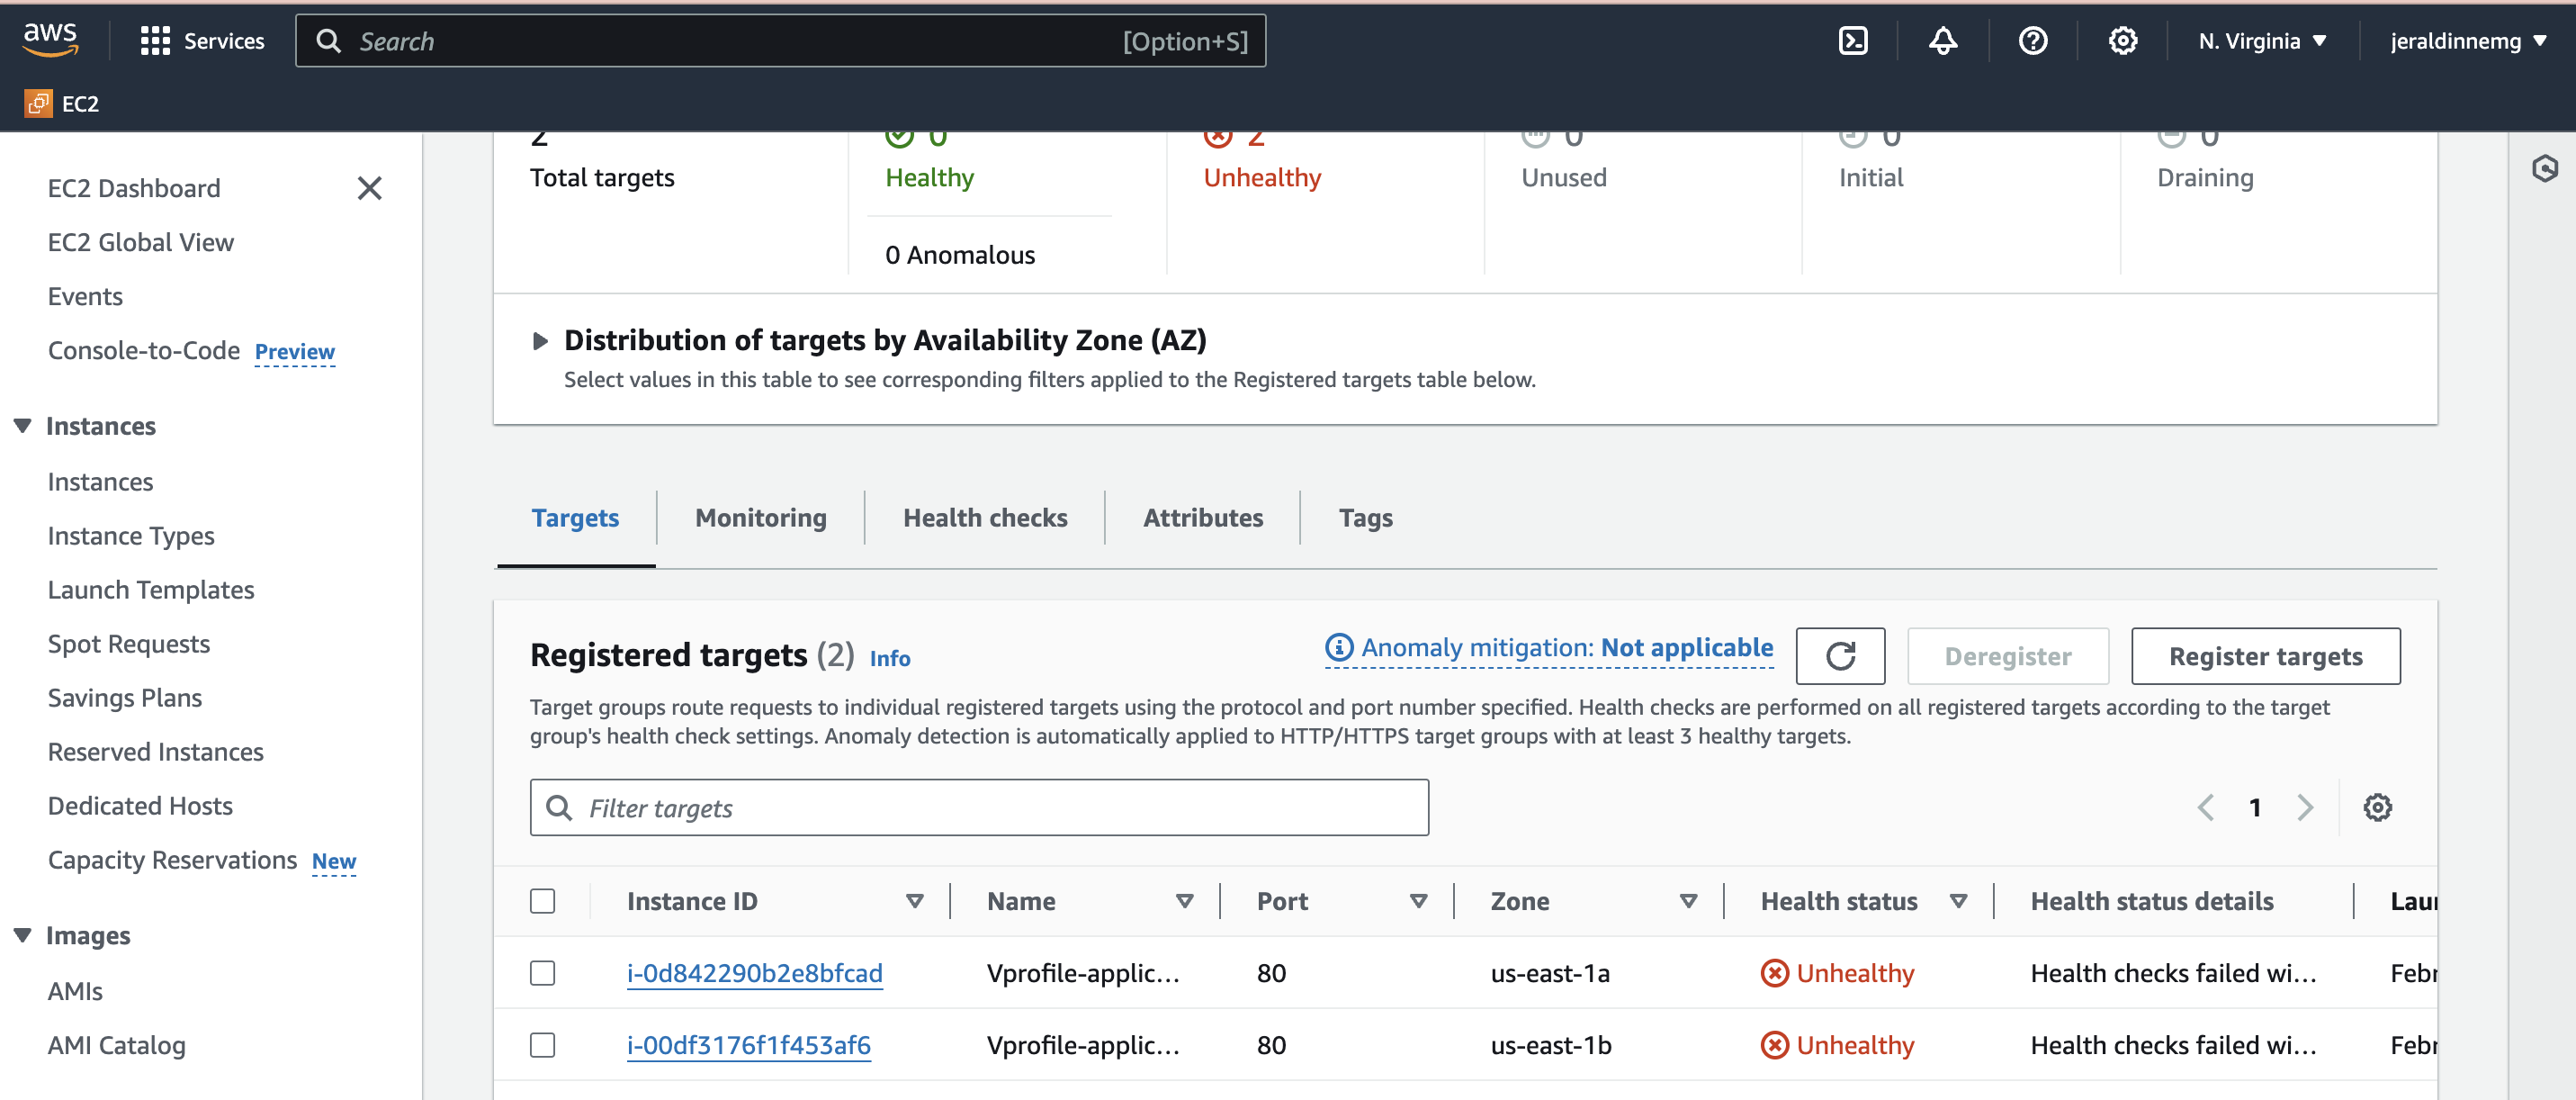 aws
Services
Search
[Option+S]
N. Virginia
jeraldinnemg
EC2
EC2 Dashboard
EC2 Global View
Events
Console-to-Code Preview
Instances
Instances
Instance Types
Launch Templates
Spot Requests
Savings Plans
Reserved Instances
Dedicated Hosts
Capacity Reservations New
Images
AMIs
AMI Catalog
2
Total targets
0
Healthy
0 Anomalous
2
Unhealthy
0
Unused
0
Initial
0
Draining
Distribution of targets by Availability Zone (AZ)
Select values in this table to see corresponding filters applied to the Registered targets table below.
Targets
Monitoring
Health checks
Attributes
Tags
Registered targets (2) Info
Anomaly mitigation: Not applicable
Deregister
Register targets
Target groups route requests to individual registered targets using the protocol and port number specified. Health checks are performed on all registered targets according to the target
group's health check settings. Anomaly detection is automatically applied to HTTP/HTTPS target groups with at least 3 healthy targets.
Filter targets
1
Instance ID Name Port Zone Health status Health status details Lau
i-0d842290b2e8bfcad Vprofile-applic... 80 us-east-1a Unhealthy Health checks failed wi... Febr
i-00df3176f1f453af6 Vprofile-applic... 80 us-east-1b Unhealthy Health checks failed wi... Febr